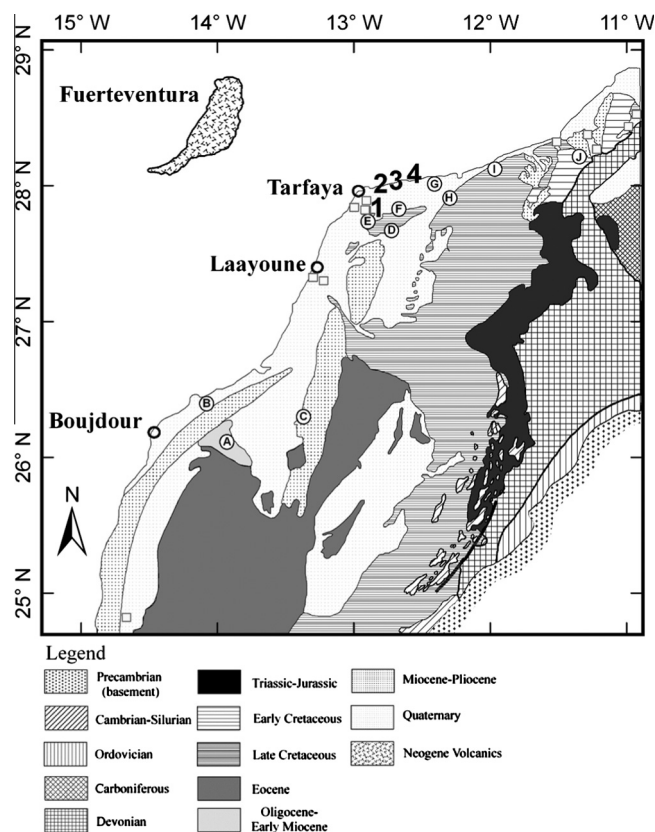 15° W 14° W 13° W 12° W 11° W
29° N
28° N
27° N
26° N
25° N
Fuerteventura
Tarfaya
2 3 4
1
G
I
J
H
F
E
D
Laayoune
B
C
Boujdour
A
N
Legend
Precambrian
(basement)
Cambrian-Silurian
Ordovician
Carboniferous
Devonian
Triassic-Jurassic
Early Cretaceous
Late Cretaceous
Eocene
Oligocene-
Early Miocene
Miocene-Pliocene
Quaternary
Neogene Volcanics